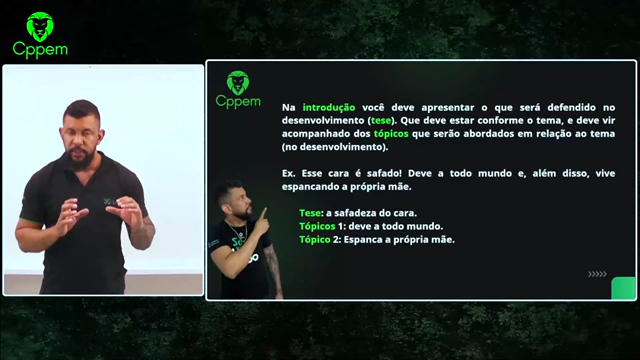 Cppem
Cppem
Na introdução você deve apresentar o que será defendido no
desenvolvimento (tese). Que deve estar conforme o tema, e deve vir
acompanhado dos tópicos que serão abordados em relação ao tema
(no desenvolvimento).
Ex. Esse cara é safado! Deve a todo mundo e, além disso, vive
espancando a própria mãe.
Tese: a safadeza do cara.
Tópicos 1: deve a todo mundo.
Tópico 2: Espanca a própria mãe.